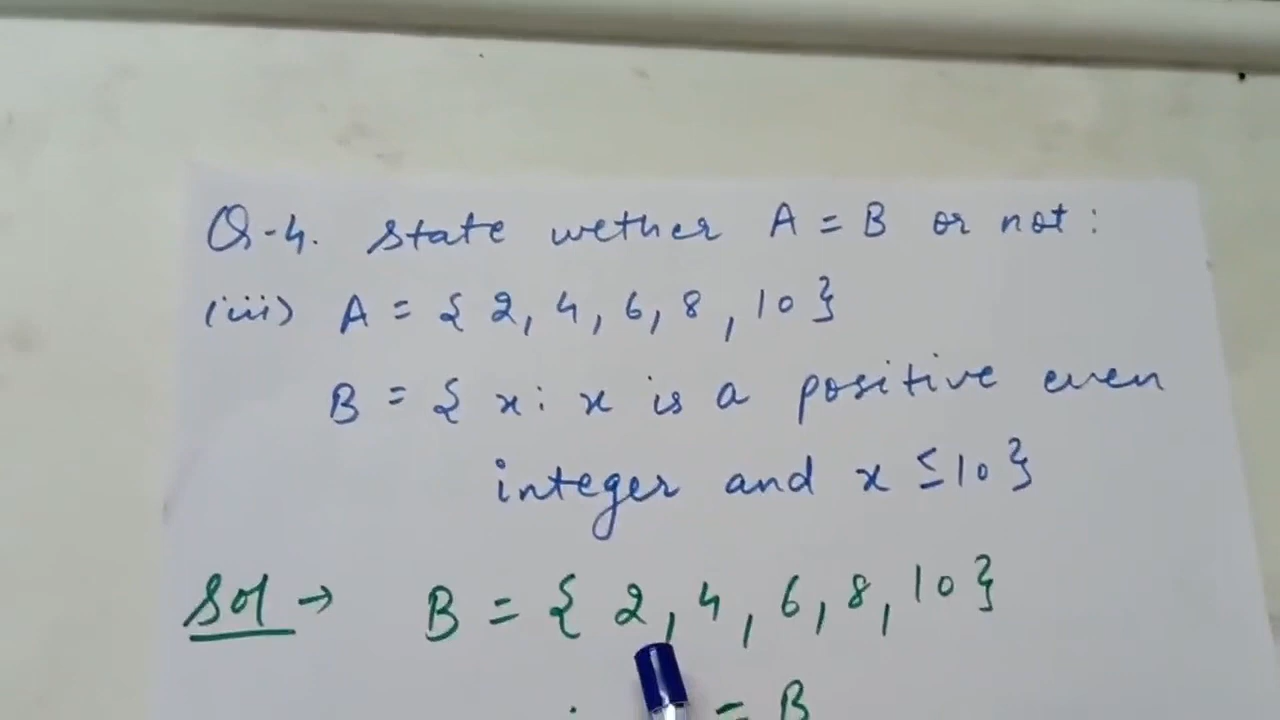 Q-4. State wether A = B or not :
(iii) A = { 2, 4, 6, 8, 10 }
B = { x : x is a positive even
integer and x ≤ 10 }
Sol → B = { 2, 4, 6, 8, 10 }
= B